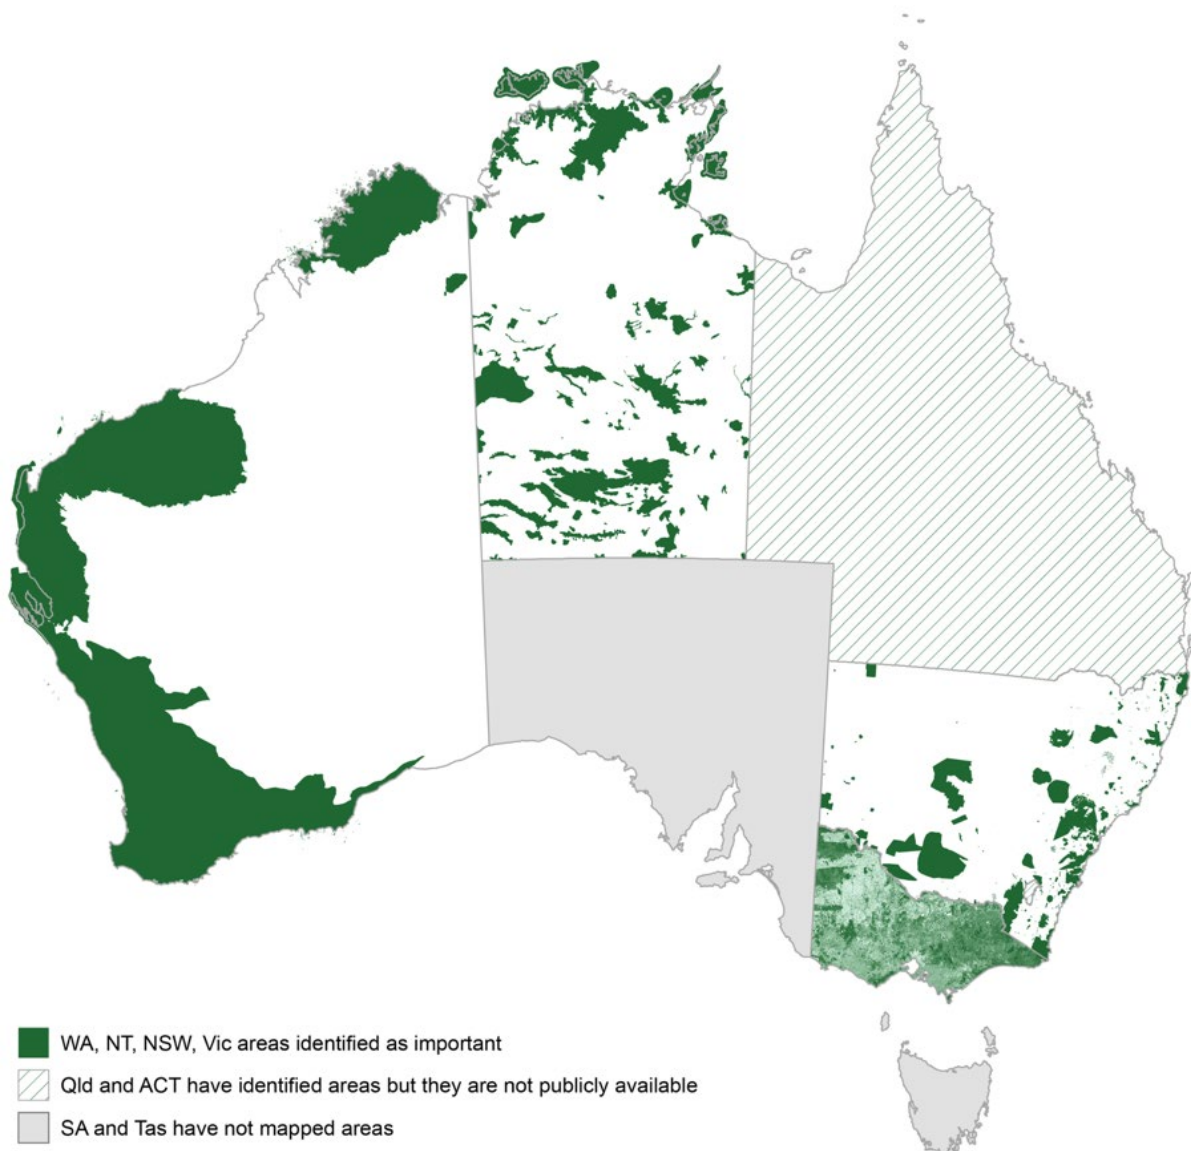 WA, NT, NSW, Vic areas identified as important
Qld and ACT have identified areas but they are not publicly available
SA and Tas have not mapped areas